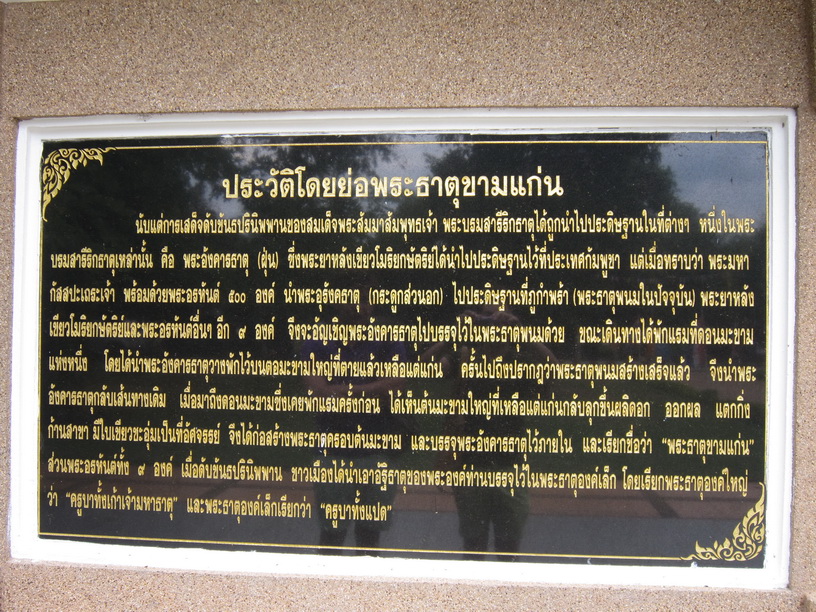 ประวัติโดยย่อพระธาตุขามแก่น
นับแต่การเสด็จดับขันธปรินิพพานของสมเด็จพระสัมมาสัมพุทธเจ้า พระบรมสารีริกธาตุได้ถูกนำไปประดิษฐานในที่ต่างๆ หนึ่งในพระ
บรมสารีริกธาตุเหล่านั้น คือ พระอังคารธาตุ (ฝุ่น) ซึ่งพระยาหลังเขียวโมริยกษัตริย์ได้นำไปประดิษฐานไว้ที่ประเทศกัมพูชา แต่เมื่อทราบว่า พระมหา
กัสสปะเถระเจ้า พร้อมด้วยพระอรหันต์ ๕๐๐ องค์ นำพระอุรังคธาตุ (กระดูกส่วนอก) ไปประดิษฐานที่ภูกำพร้า (พระธาตุพนมในปัจจุบัน) พระยาหลัง
เขียวโมริยกษัตริย์และพระอรหันต์อื่นๆ อีก ๙ องค์ จึงจะอัญเชิญพระอังคารธาตุไปบรรจุไว้ในพระธาตุพนมด้วย ขณะเดินทางได้พักแรมที่ดอนมะขาม
แห่งหนึ่ง โดยได้นำพระอังคารธาตุวางพักไว้บนตอมะขามใหญ่ที่ตายแล้วเหลือแต่แก่น ครั้นไปถึงปรากฎว่าพระธาตุพนมสร้างเสร็จแล้ว จึงนำพระ
อังคารธาตุกลับเส้นทางเดิม เมื่อมาถึงดอนมะขามซึ่งเคยพักแรมครั้งก่อน ได้เห็นต้นมะขามใหญ่ที่เหลือแต่แก่นกลับลุกขึ้นผลิดอก ออกผล แตกกิ่ง
ก้านสาขา มีใบเขียวชะอุ่มเป็นที่อัศจรรย์ จึงได้ก่อสร้างพระธาตุครอบต้นมะขาม และบรรจุพระอังคารธาตุไว้ภายใน และเรียกชื่อว่า "พระธาตุขามแก่น"
ส่วนพระอรหันต์ทั้ง ๙ องค์ เมื่อดับขันธปรินิพพาน ชาวเมืองได้นำเอาอัฐิธาตุของพระองค์ท่านบรรจุไว้ในพระธาตุองค์เล็ก โดยเรียกพระธาตุองค์ใหญ่
ว่า "ครูบาทั้งเก้าเจ้ามหาธาตุ" และพระธาตุองค์เล็กเรียกว่า "ครูบาทั้งแปด"